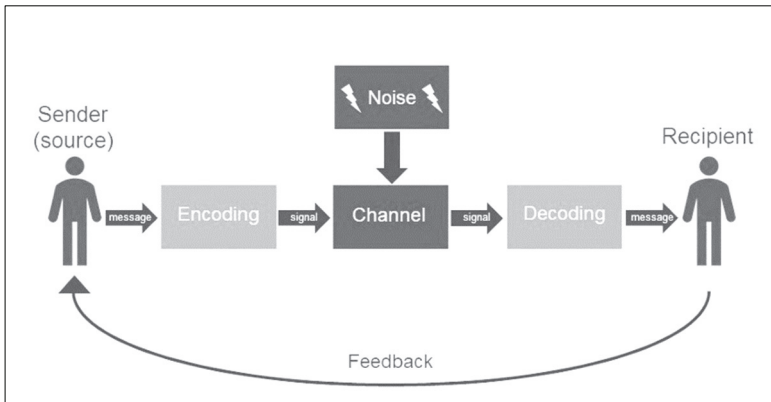 Noise
Sender
(source)
Recipient
message
Encoding
signal
Channel
signal
Decoding
message
Feedback